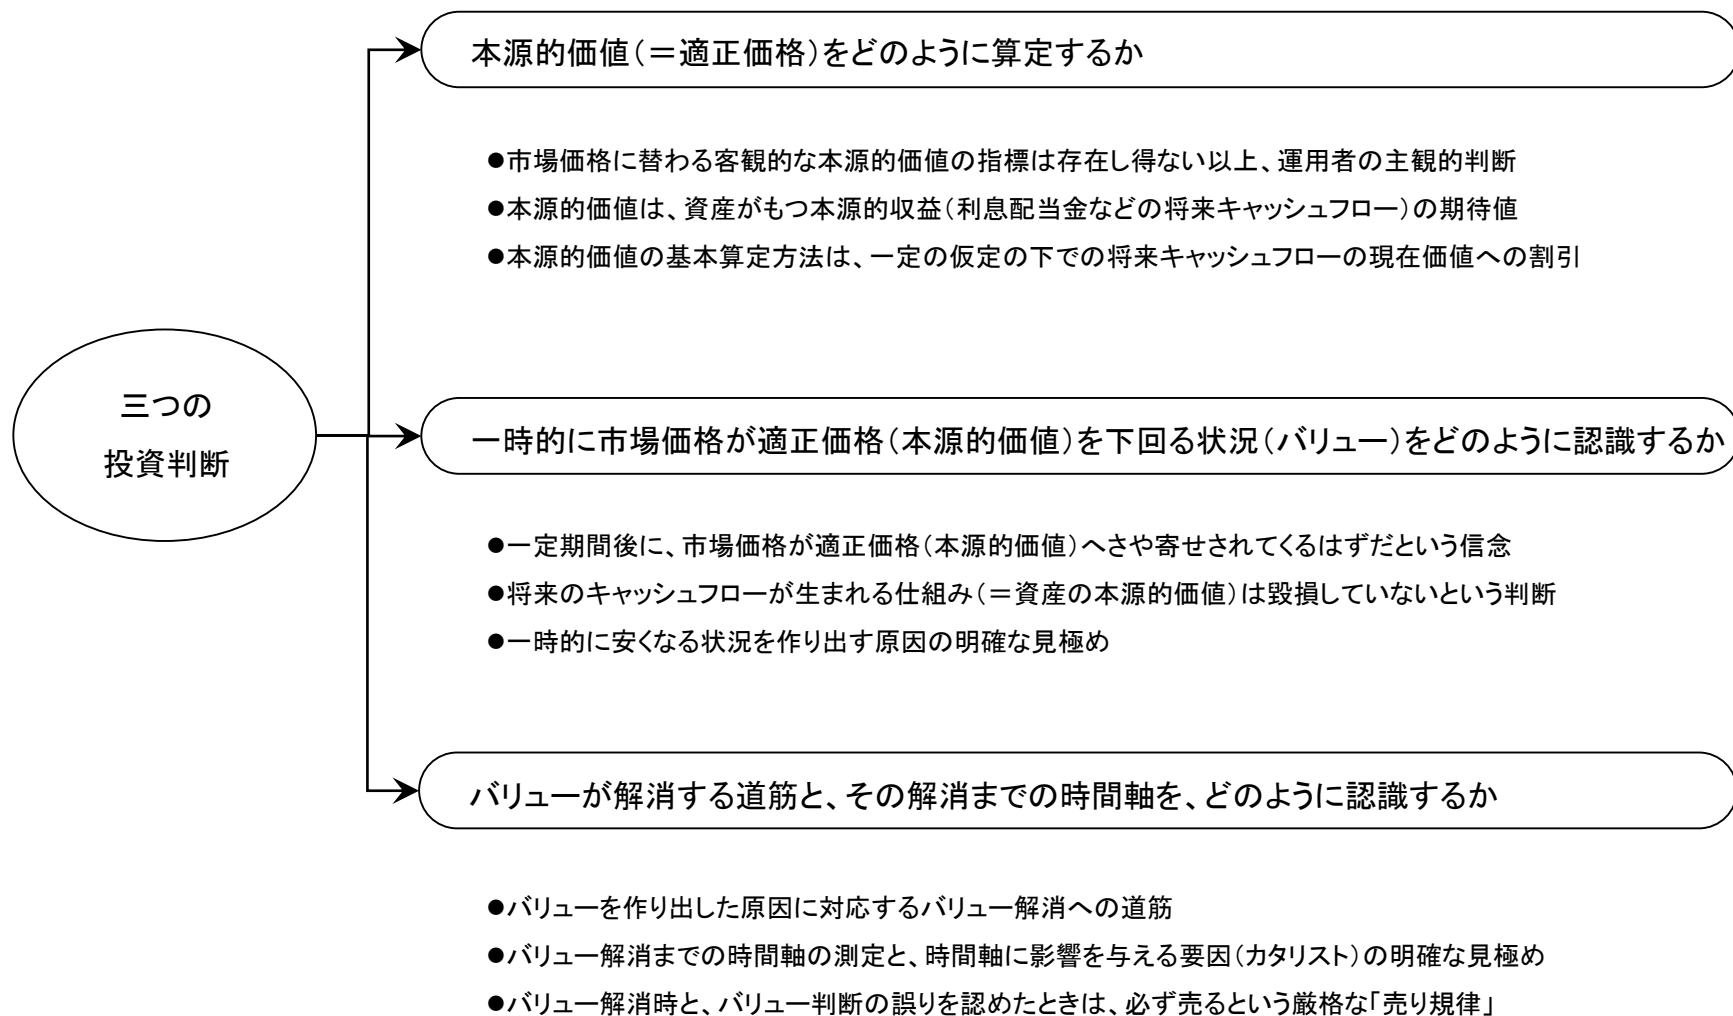 本源的価値(=適正価格)をどのように算定するか
●市場価格に替わる客観的な本源的価値の指標は存在し得ない以上、運用者の主観的判断
●本源的価値は、資産がもつ本源的収益(利息配当金などの将来キャッシュフロー)の期待値
●本源的価値の基本算定方法は、一定の仮定の下での将来キャッシュフローの現在価値への割引
三つの
投資判断
一時的に市場価格が適正価格(本源的価値)を下回る状況(バリュー)をどのように認識するか
●一定期間後に、市場価格が適正価格(本源的価値)へさや寄せされてくるはずだという信念
●将来のキャッシュフローが生まれる仕組み(=資産の本源的価値)は毀損していないという判断
●一時的に安くなる状況を作り出す原因の明確な見極め
バリューが解消する道筋と、その解消までの時間軸を、どのように認識するか
●バリューを作り出した原因に対応するバリュー解消への道筋
●バリュー解消までの時間軸の測定と、時間軸に影響を与える要因(カタリスト)の明確な見極め
●バリュー解消時と、バリュー判断の誤りを認めたときは、必ず売るという厳格な「売り規律」